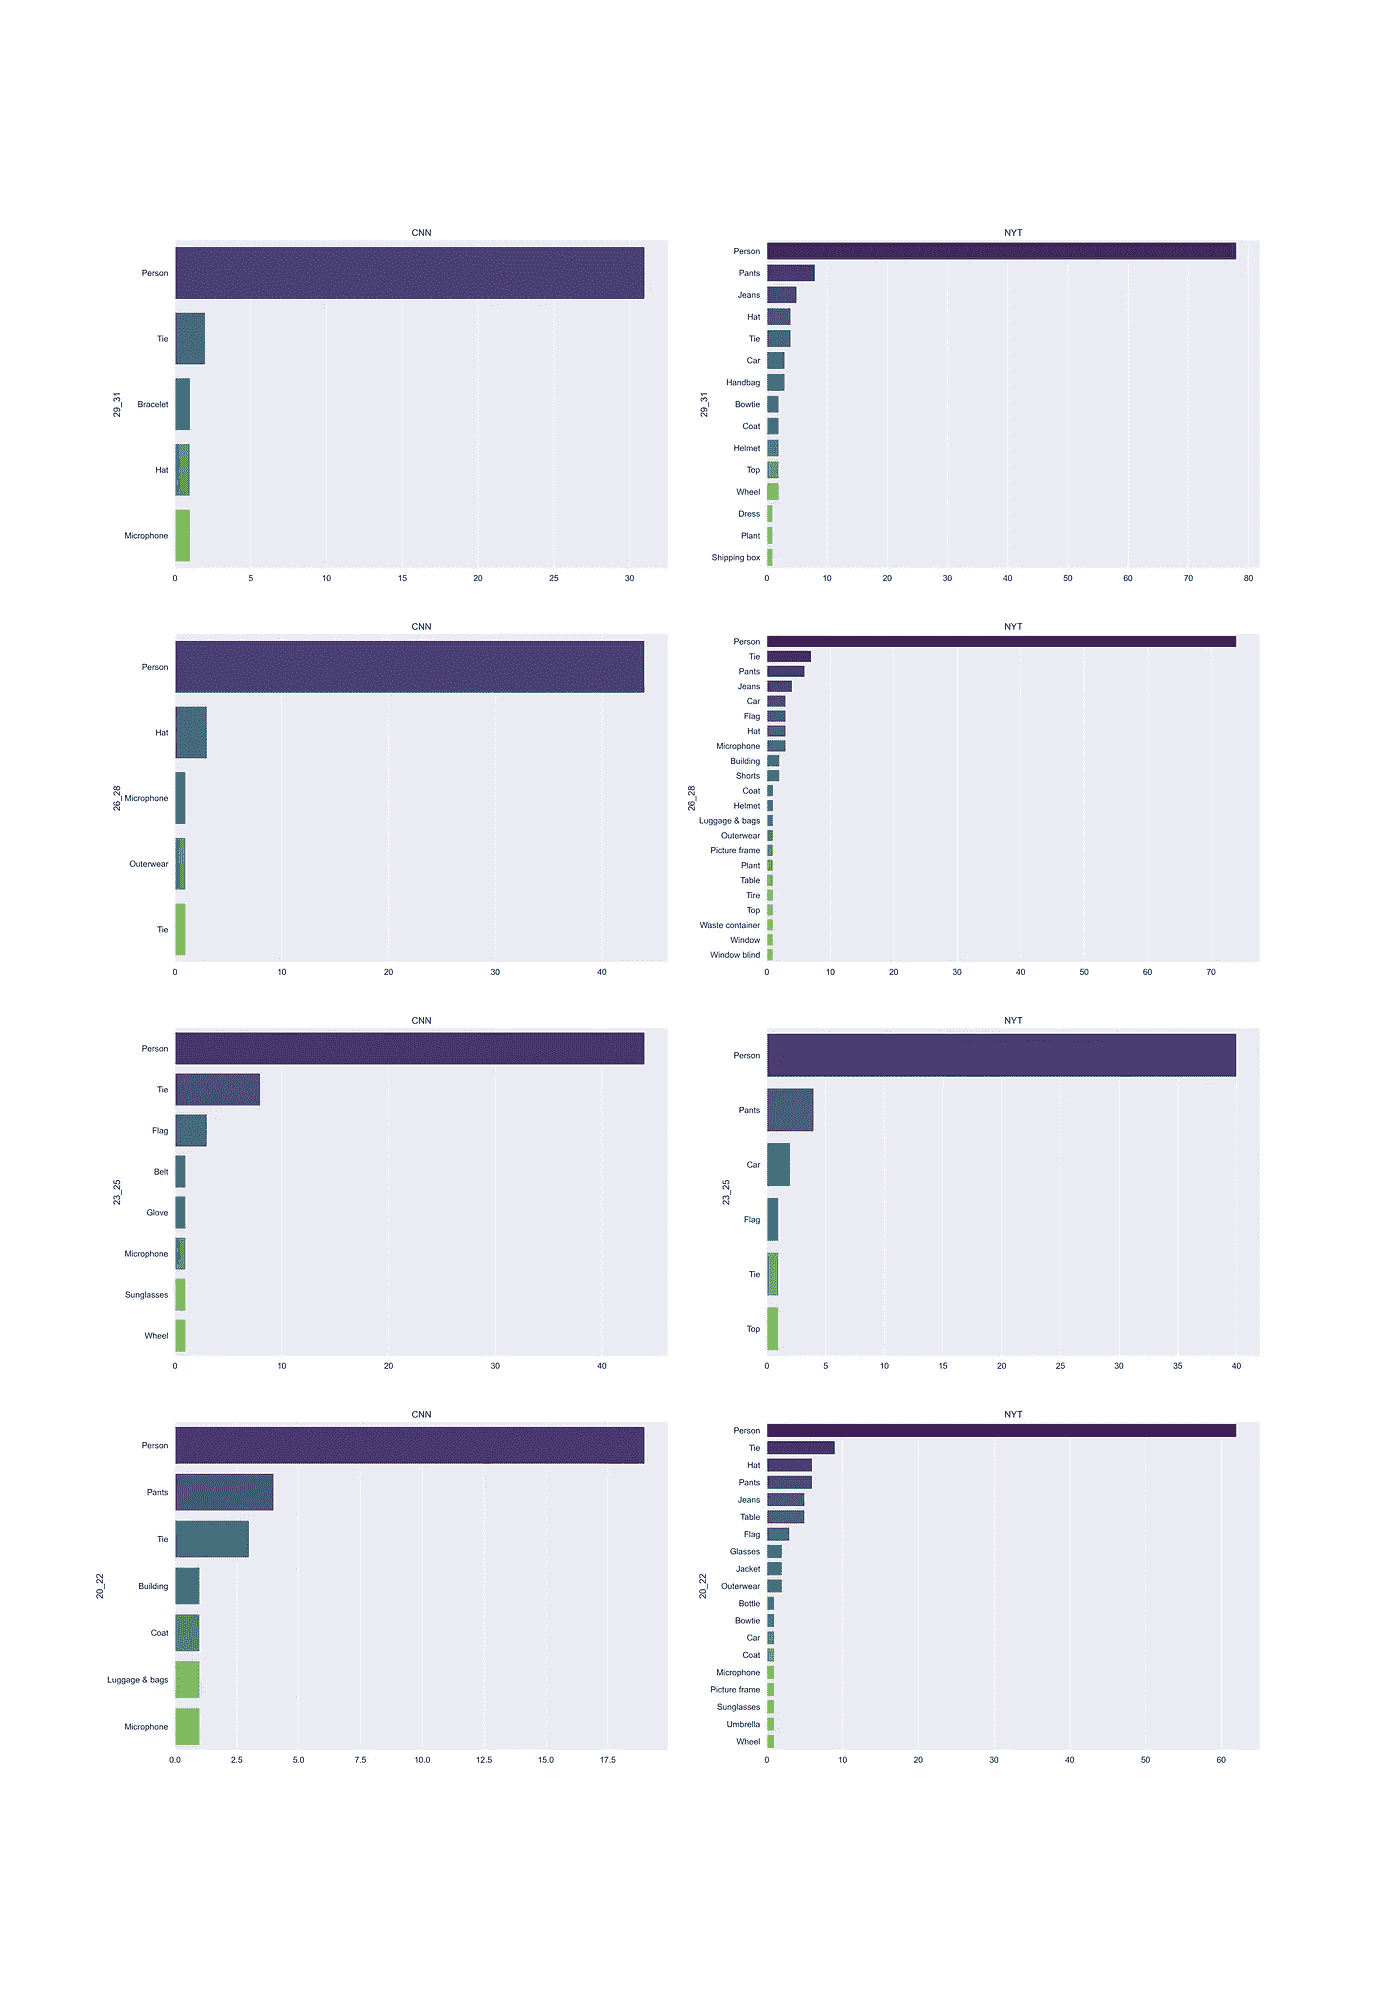 CNN
Person
Tie
Bracelet
Hat
Microphone
29_31
0 5 10 15 20 25 30
NYT
Person
Pants
Jeans
Hat
Tie
Car
Handbag
Bowtie
Coat
Helmet
Top
Wheel
Dress
Plant
Shipping box
29_31
0 10 20 30 40 50 60 70 80
CNN
Person
Hat
Microphone
Outerwear
Tie
26_28
0 10 20 30 40
NYT
Person
Tie
Pants
Jeans
Car
Flag
Hat
Microphone
Building
Shorts
Coat
Helmet
Luggage & bags
Outerwear
Picture frame
Plant
Table
Tire
Top
Waste container
Window
Window blind
26_28
0 10 20 30 40 50 60 70
CNN
Person
Tie
Flag
Belt
Glove
Microphone
Sunglasses
Wheel
23_25
0 10 20 30 40
NYT
Person
Pants
Car
Flag
Tie
Top
23_25
0 5 10 15 20 25 30 35 40
CNN
Person
Pants
Tie
Building
Coat
Luggage & bags
Microphone
20_22
0.0 2.5 5.0 7.5 10.0 12.5 15.0 17.5
NYT
Person
Tie
Hat
Pants
Jeans
Table
Flag
Glasses
Jacket
Outerwear
Bottle
Bowtie
Car
Coat
Microphone
Picture frame
Sunglasses
Umbrella
Wheel
20_22
0 10 20 30 40 50 60